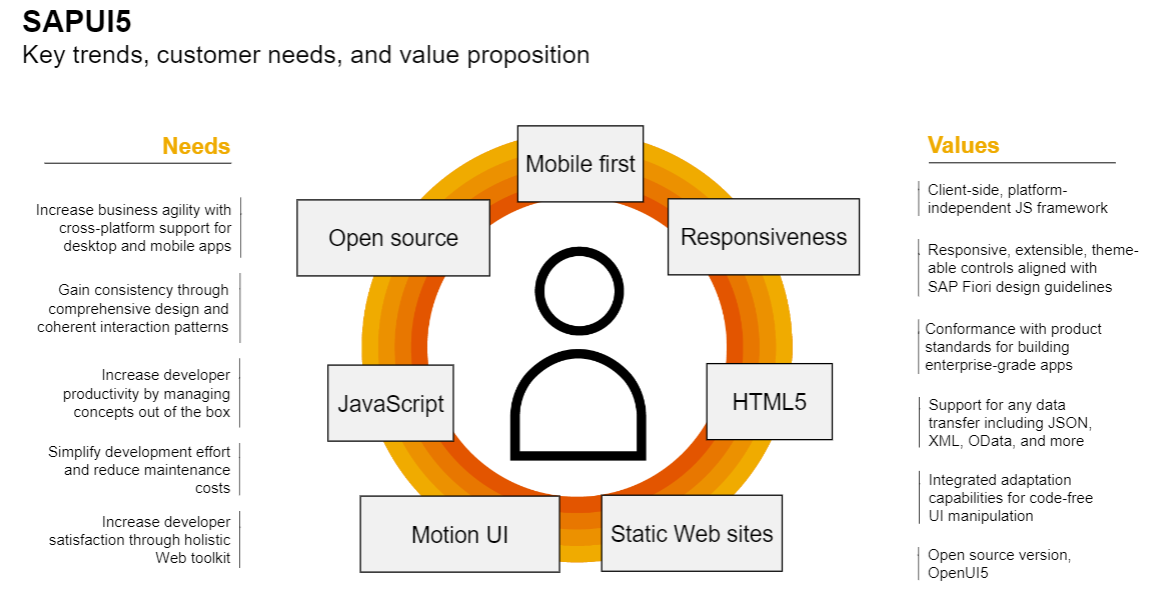 SAPUI5
Key trends, customer needs, and value proposition
Needs
Increase business agility with
cross-platform support for
desktop and mobile apps
Gain consistency through
comprehensive design and
coherent interaction patterns
Increase developer
productivity by managing
concepts out of the box
Simplify development effort
and reduce maintenance
costs
Increase developer
satisfaction through holistic
Web toolkit
Mobile first
Open source
Responsiveness
JavaScript
HTML5
Motion UI
Static Web sites
Values
Client-side, platform-
independent JS framework
Responsive, extensible, theme-
able controls aligned with
SAP Fiori design guidelines
Conformance with product
standards for building
enterprise-grade apps
Support for any data
transfer including JSON,
XML, OData, and more
Integrated adaptation
capabilities for code-free
UI manipulation
Open source version,
OpenUI5